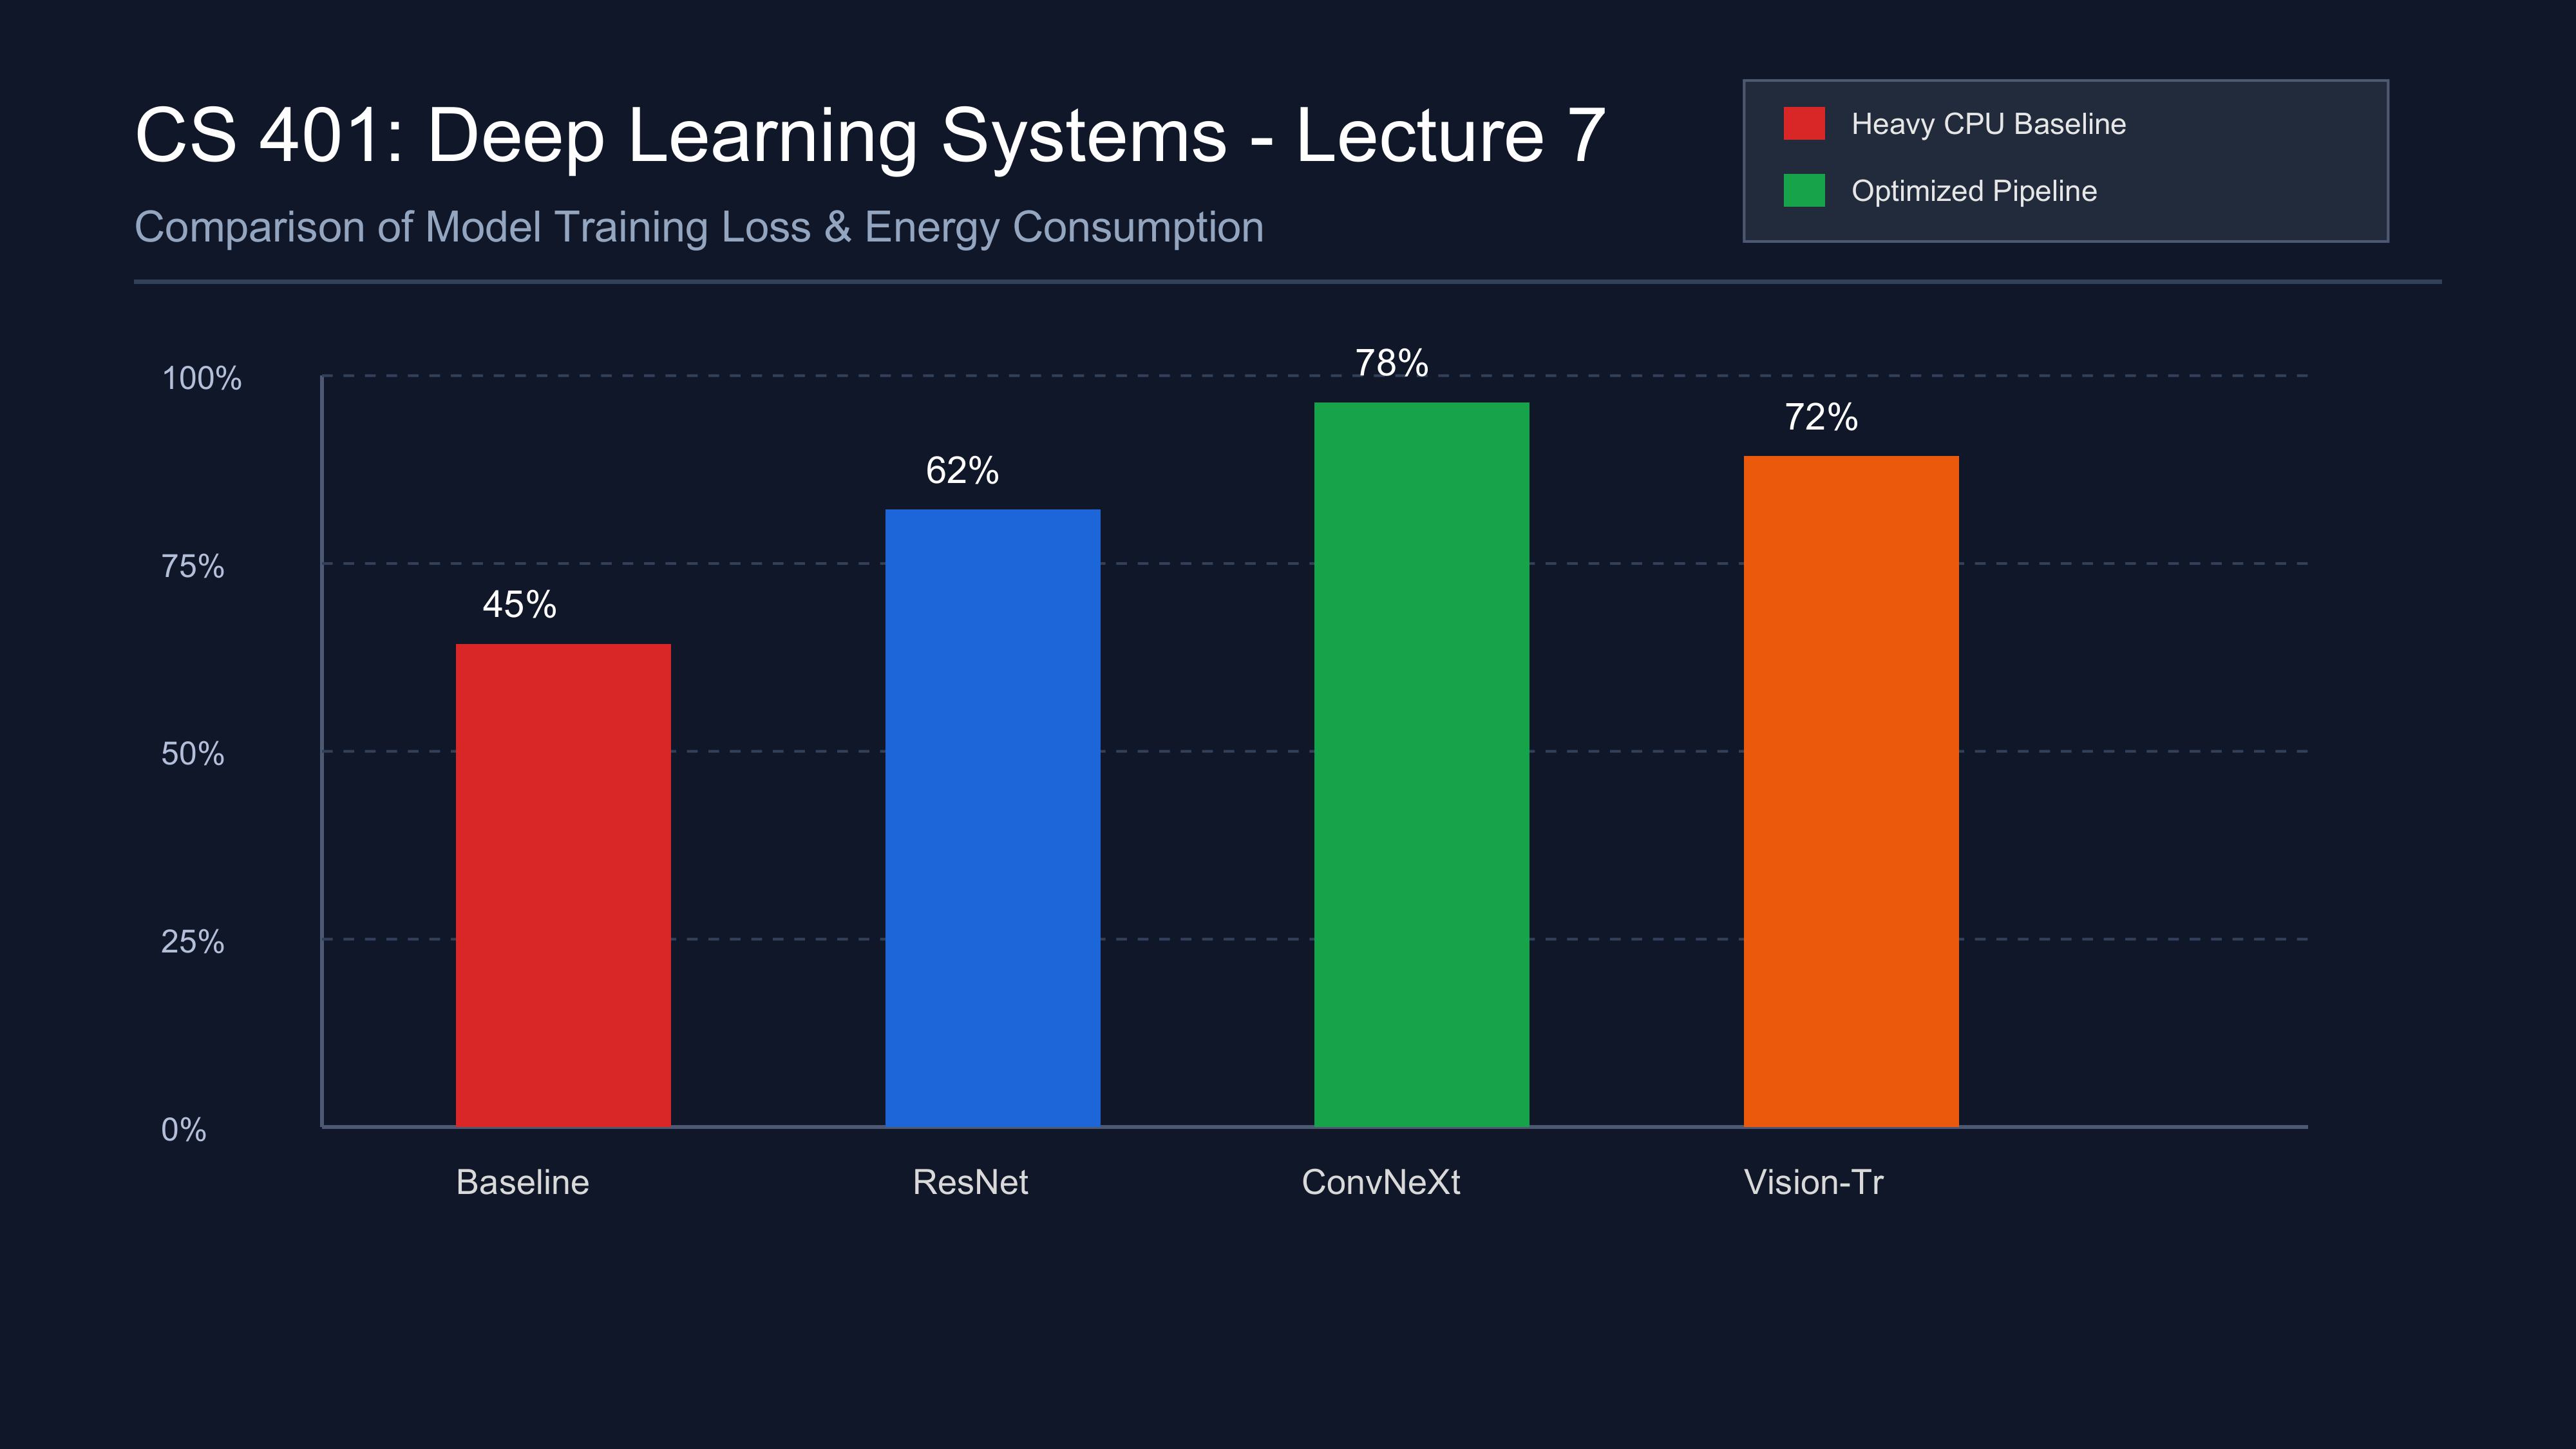 CS 401: Deep Learning Systems - Lecture 7
Comparison of Model Training Loss & Energy Consumption
Heavy CPU Baseline
Optimized Pipeline
100%
75%
50%
25%
0%
45%
62%
78%
72%
Baseline
ResNet
ConvNeXt
Vision-Tr